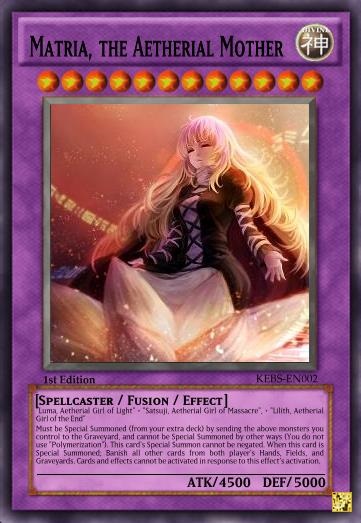 MATRIA, THE AETHERIAL MOTHER
DIVINE
神
1st Edition
KEBS-EN002
[SPELLCASTER / FUSION / EFFECT]
"Luma, Aetherial Girl of Light" + "Satsuji, Aetherial Girl of Massacre", + "Lilith, Aetherial
Girl of the End"
Must be Special Summoned (from your extra deck) by sending the above monsters you
control to the Graveyard, and cannot be Special Summoned by other ways (You do not
use "Polymerization"). This card's Special Summon cannot be negated. When this card is
Special Summoned; Banish all other cards from both player's Hands, Fields, and
Graveyards. Cards and effects cannot be activated in response to this effect's activation.
ATK/4500 DEF/5000